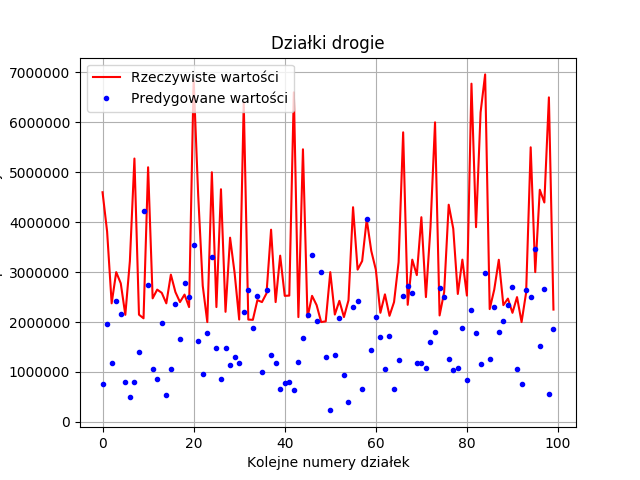 Działki drogie
Rzeczywiste wartości
Predygowane wartości
7000000
6000000
5000000
4000000
3000000
2000000
1000000
0
0 20 40 60 80 100
Kolejne numery działek